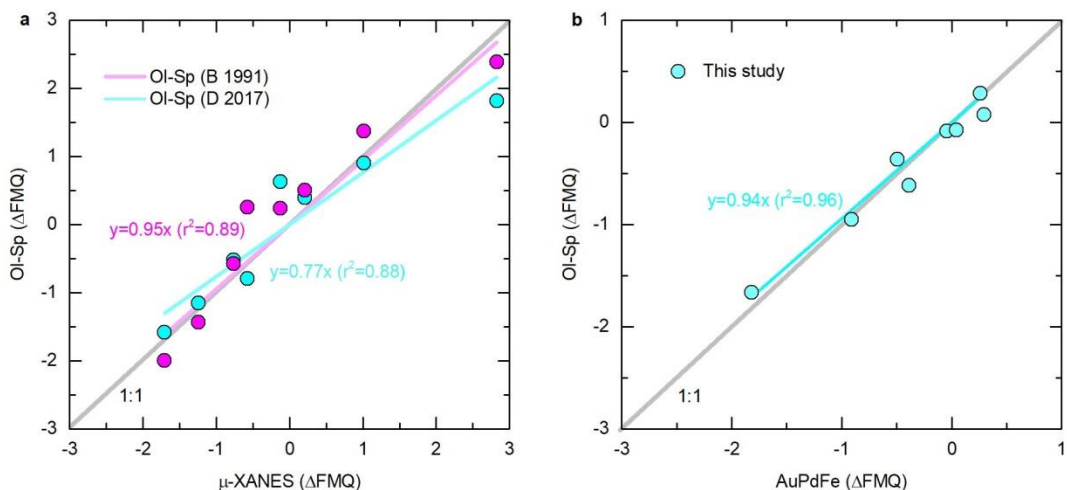 a
3
2
1
0
-1
-2
-3
-3
-2
-1
0
1
2
3
Ol-Sp (ΔFMQ)
μ-XANES (ΔFMQ)
Ol-Sp (B 1991)
Ol-Sp (D 2017)
y=0.95x (r²=0.89)
y=0.77x (r²=0.88)
1:1
b
1
0
-1
-2
-3
-3
-2
-1
0
1
Ol-Sp (ΔFMQ)
AuPdFe (ΔFMQ)
This study
y=0.94x (r²=0.96)
1:1